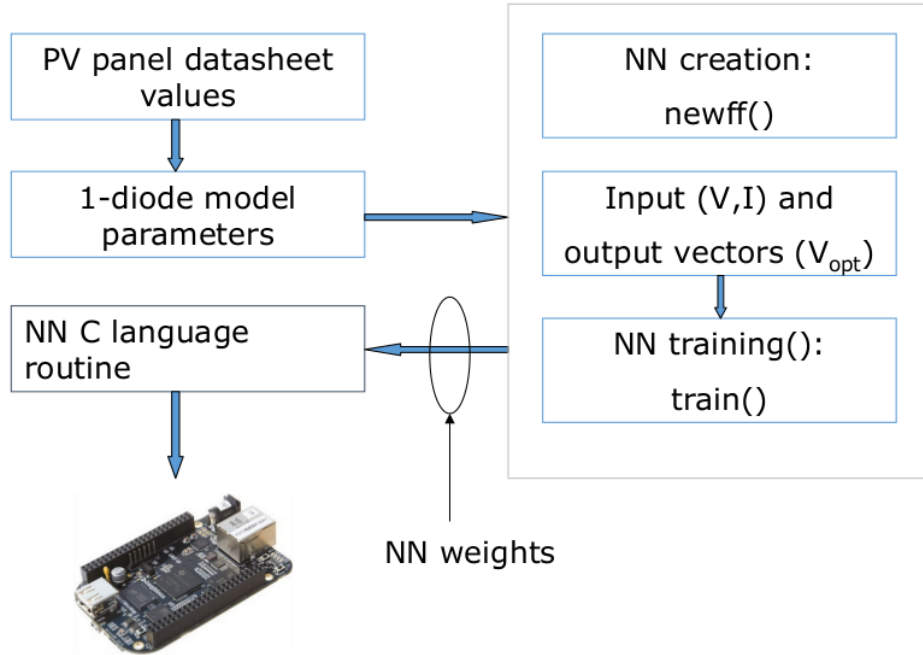 PV panel datasheet
values
1-diode model
parameters
NN C language
routine
NN weights
NN creation:
newff()
Input (V,I) and
output vectors (Vopt)
NN training():
train()